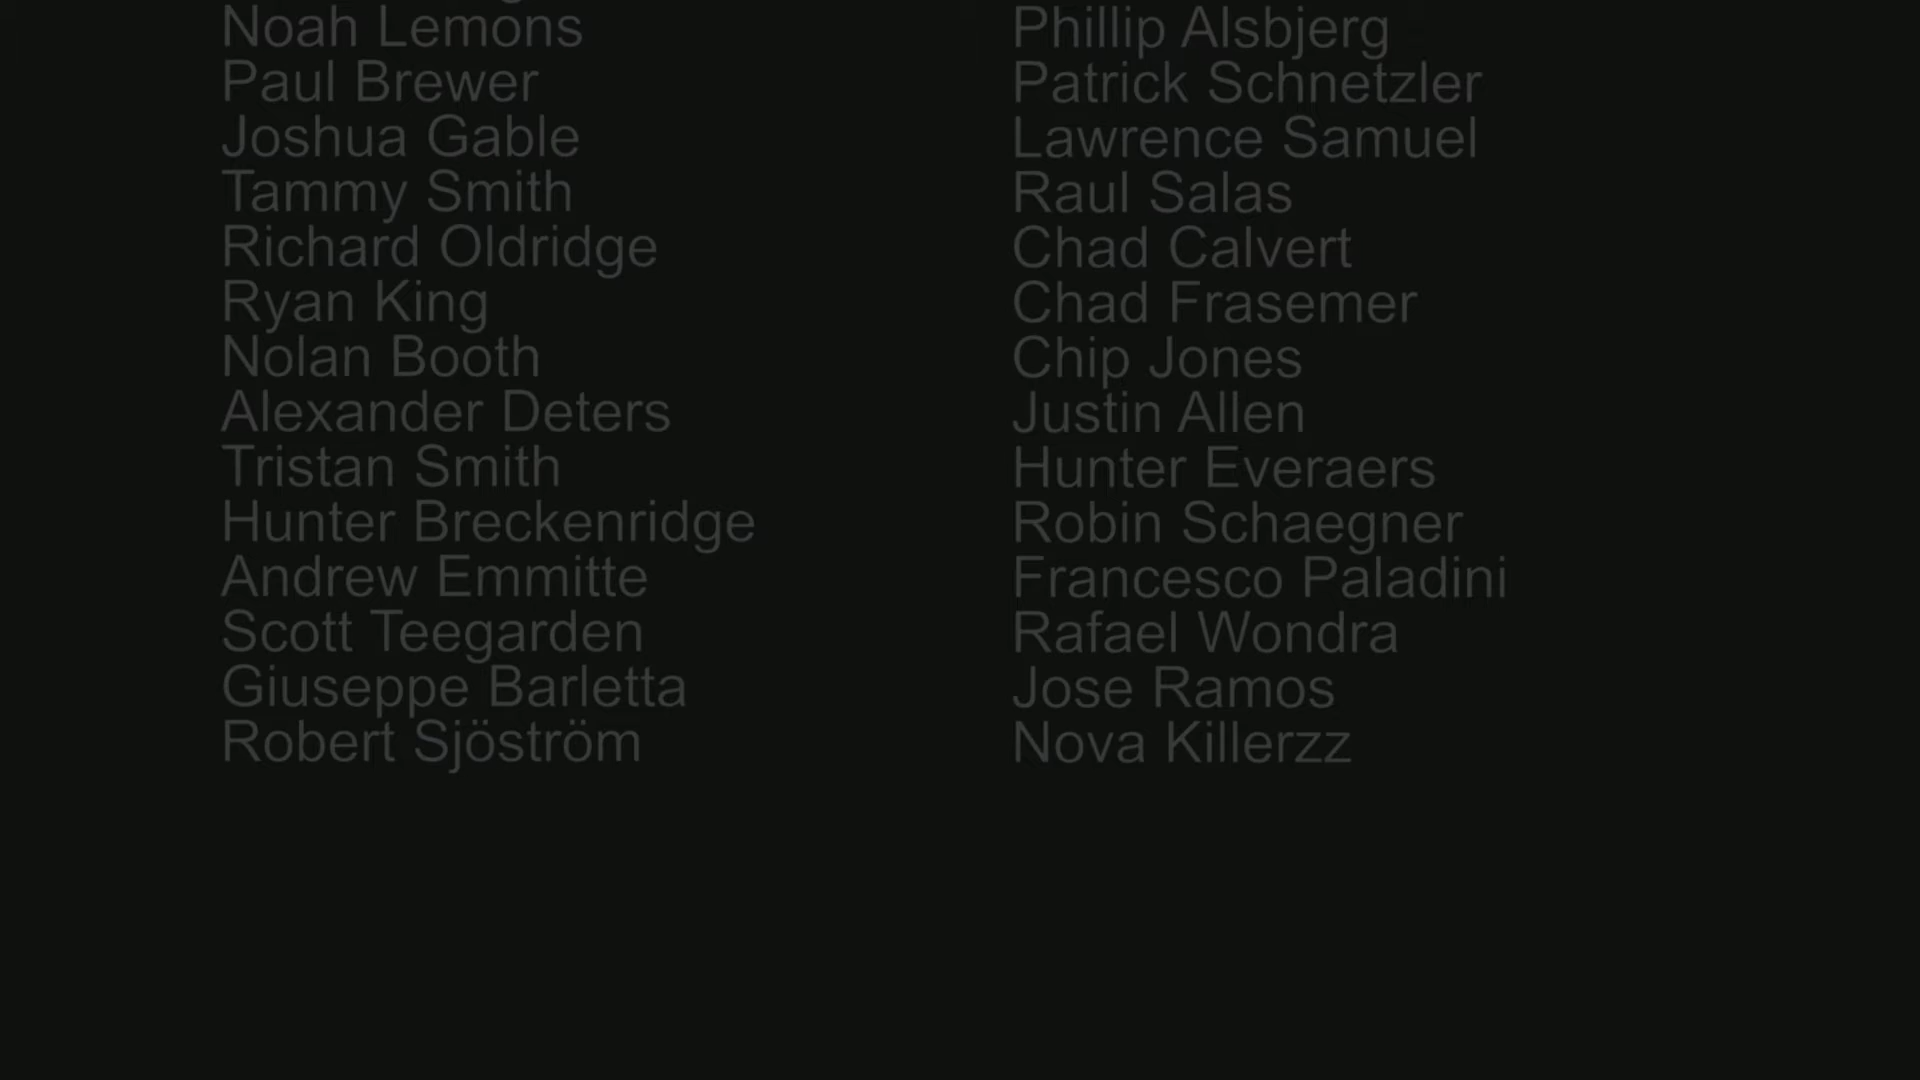 Noah Lemons
Paul Brewer
Joshua Gable
Tammy Smith
Richard Oldridge
Ryan King
Nolan Booth
Alexander Deters
Tristan Smith
Hunter Breckenridge
Andrew Emmitte
Scott Teegarden
Giuseppe Barletta
Robert Sjöström
Phillip Alsbjerg
Patrick Schnetzler
Lawrence Samuel
Raul Salas
Chad Calvert
Chad Frasemer
Chip Jones
Justin Allen
Hunter Everaers
Robin Schaegner
Francesco Paladini
Rafael Wondra
Jose Ramos
Nova Killerzz